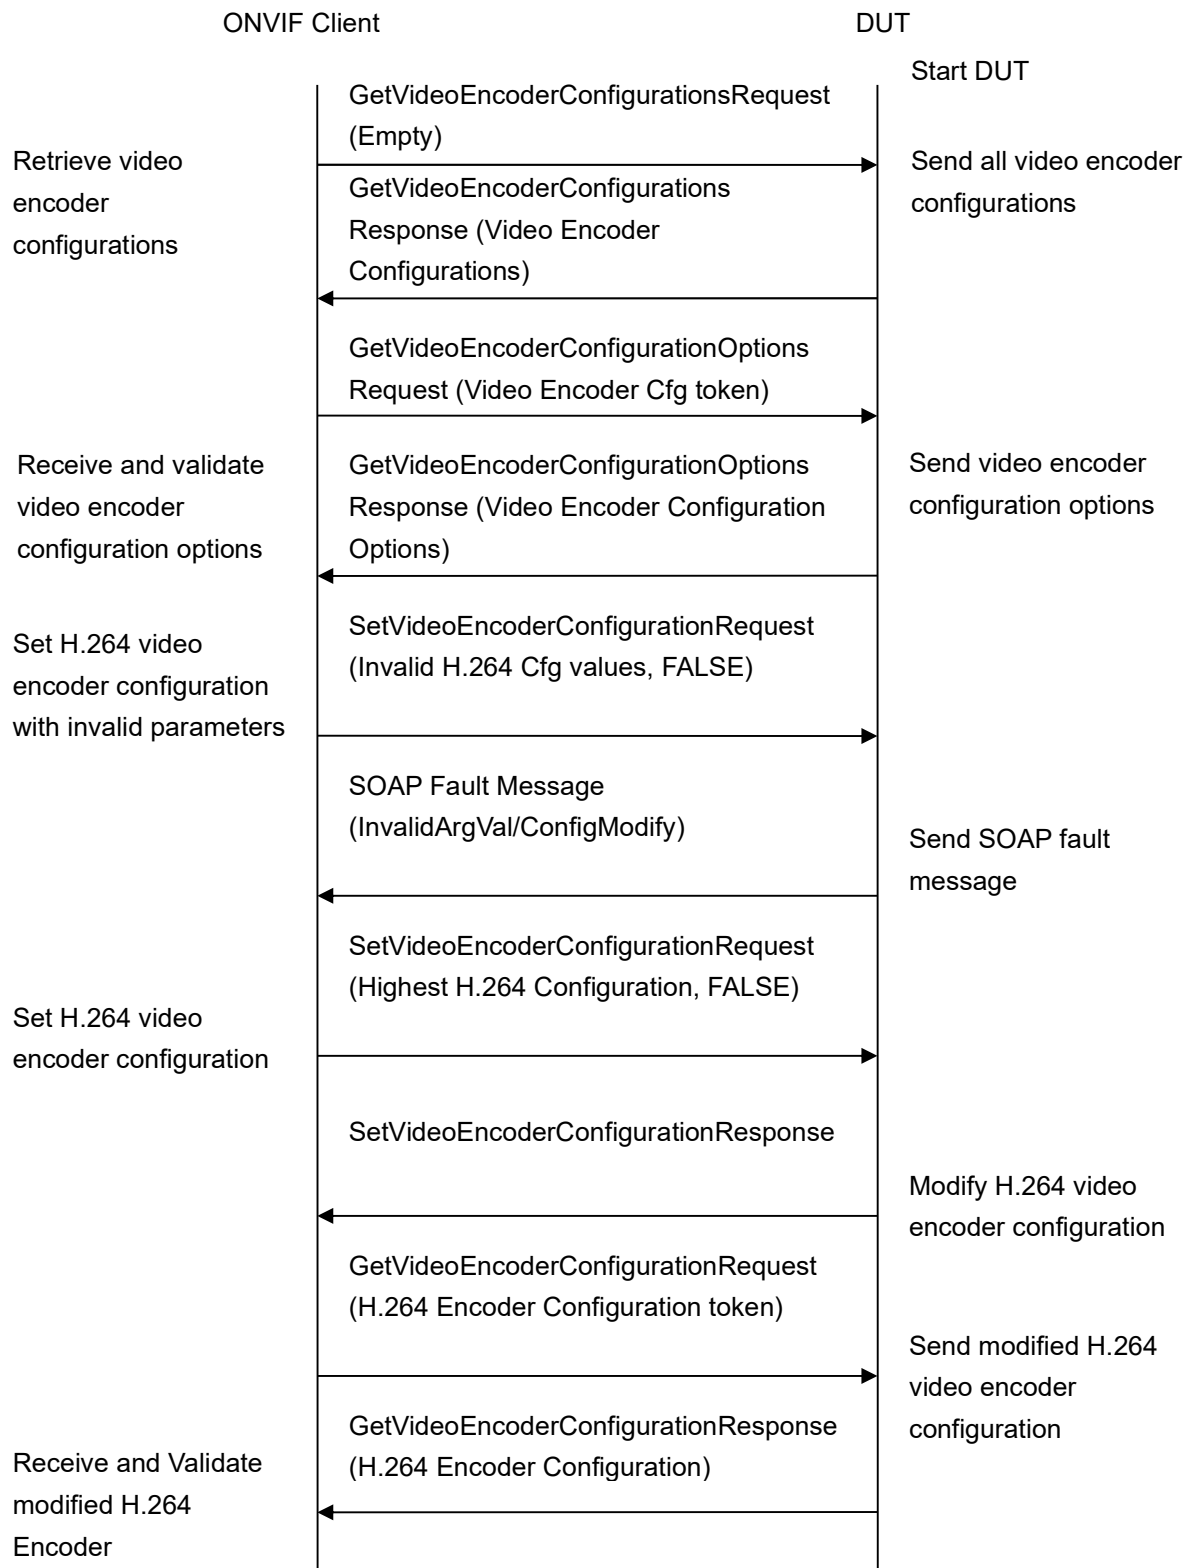 ONVIF Client
DUT
Start DUT
GetVideoEncoderConfigurationsRequest
(Empty)
Retrieve video
encoder
configurations
Send all video encoder
configurations
GetVideoEncoderConfigurations
Response (Video Encoder
Configurations)
GetVideoEncoderConfigurationOptions
Request (Video Encoder Cfg token)
Receive and validate
video encoder
configuration options
GetVideoEncoderConfigurationOptions
Response (Video Encoder Configuration
Options)
Send video encoder
configuration options
Set H.264 video
encoder configuration
with invalid parameters
SetVideoEncoderConfigurationRequest
(Invalid H.264 Cfg values, FALSE)
SOAP Fault Message
(InvalidArgVal/ConfigModify)
Send SOAP fault
message
SetVideoEncoderConfigurationRequest
(Highest H.264 Configuration, FALSE)
Set H.264 video
encoder configuration
SetVideoEncoderConfigurationResponse
Modify H.264 video
encoder configuration
GetVideoEncoderConfigurationRequest
(H.264 Encoder Configuration token)
Send modified H.264
video encoder
configuration
GetVideoEncoderConfigurationResponse
(H.264 Encoder Configuration)
Receive and Validate
modified H.264
Encoder